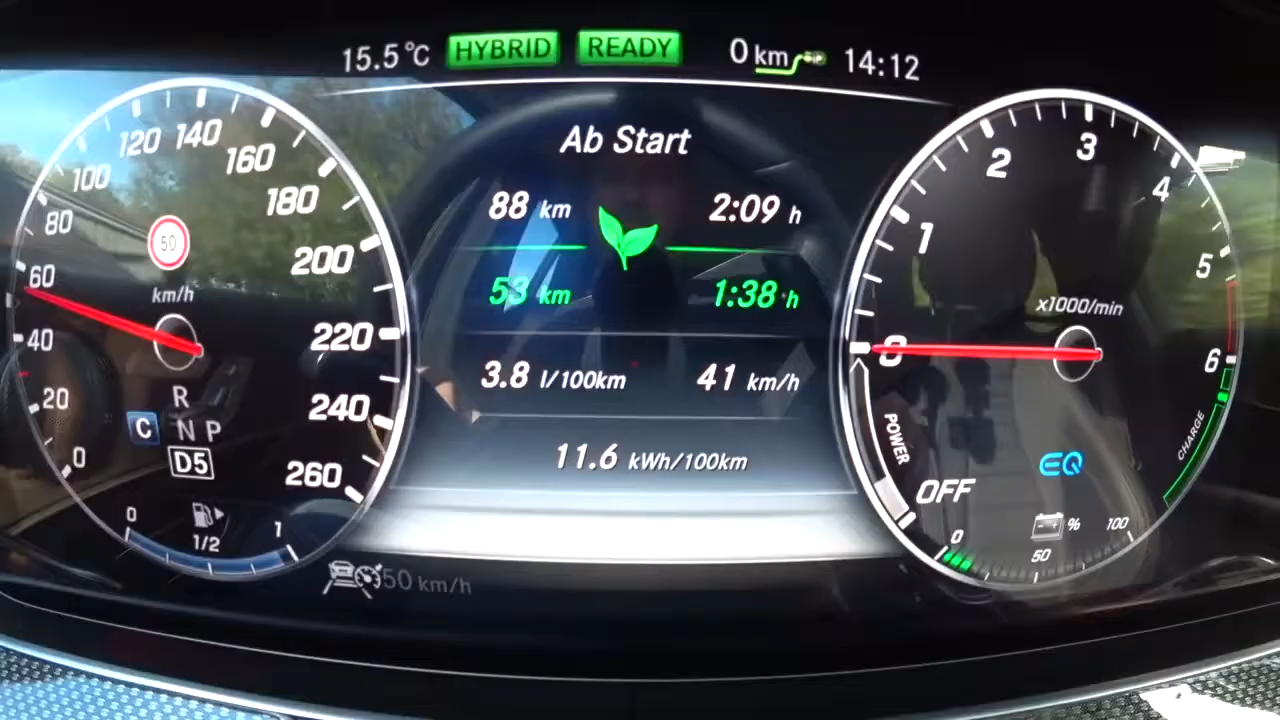 15.5 °C HYBRID READY 0 km 14:12
Ab Start
88 km 2:09 h
53 km 1:38 h
3.8 l/100km 41 km/h
11.6 kWh/100km
0 20 40 60 80 100 120 140 160 180 200 220 240 260
50
km/h
R
C N P
D5
0 1/2 1
50 km/h
0 1 2 3 4 5 6
x1000/min
POWER
OFF
EQ
CHARGE
0 50 100 %